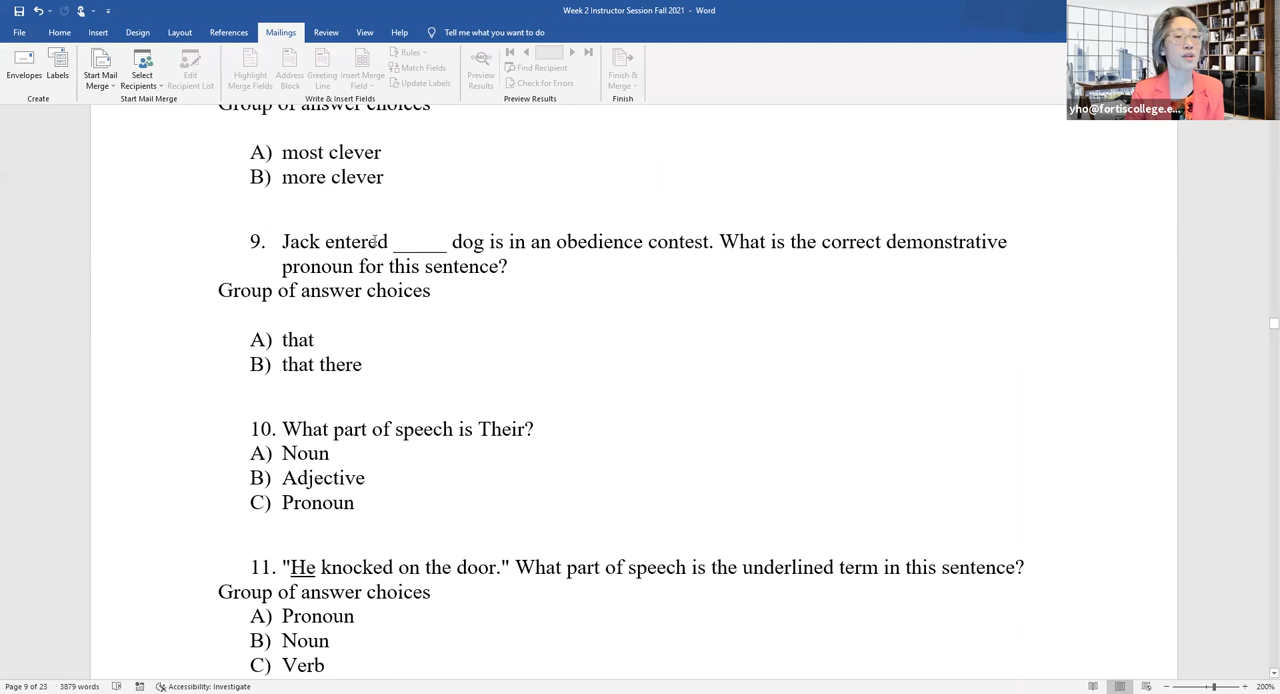 Week 2 Instructor Session Fall 2021 - Word
File Home Insert Design Layout References Mailings Review View Help Tell me what you want to do
Envelopes Labels
Create
Start Mail Merge
Select Recipients
Edit Recipient List
Start Mail Merge
Highlight Merge Fields
Address Block
Greeting Line
Insert Merge Field
Rules
Match Fields
Update Labels
Write & Insert Fields
Preview Results
Find Recipient
Check for Errors
Preview Results
Finish & Merge
Finish
yho@fortiscollege.e...
Group of answer choices
A) most clever
B) more clever
9. Jack entered _____ dog is in an obedience contest. What is the correct demonstrative
pronoun for this sentence?
Group of answer choices
A) that
B) that there
10. What part of speech is Their?
A) Noun
B) Adjective
C) Pronoun
11. "He knocked on the door." What part of speech is the underlined term in this sentence?
Group of answer choices
A) Pronoun
B) Noun
C) Verb
Page 9 of 23 3879 words Accessibility: Investigate 200%